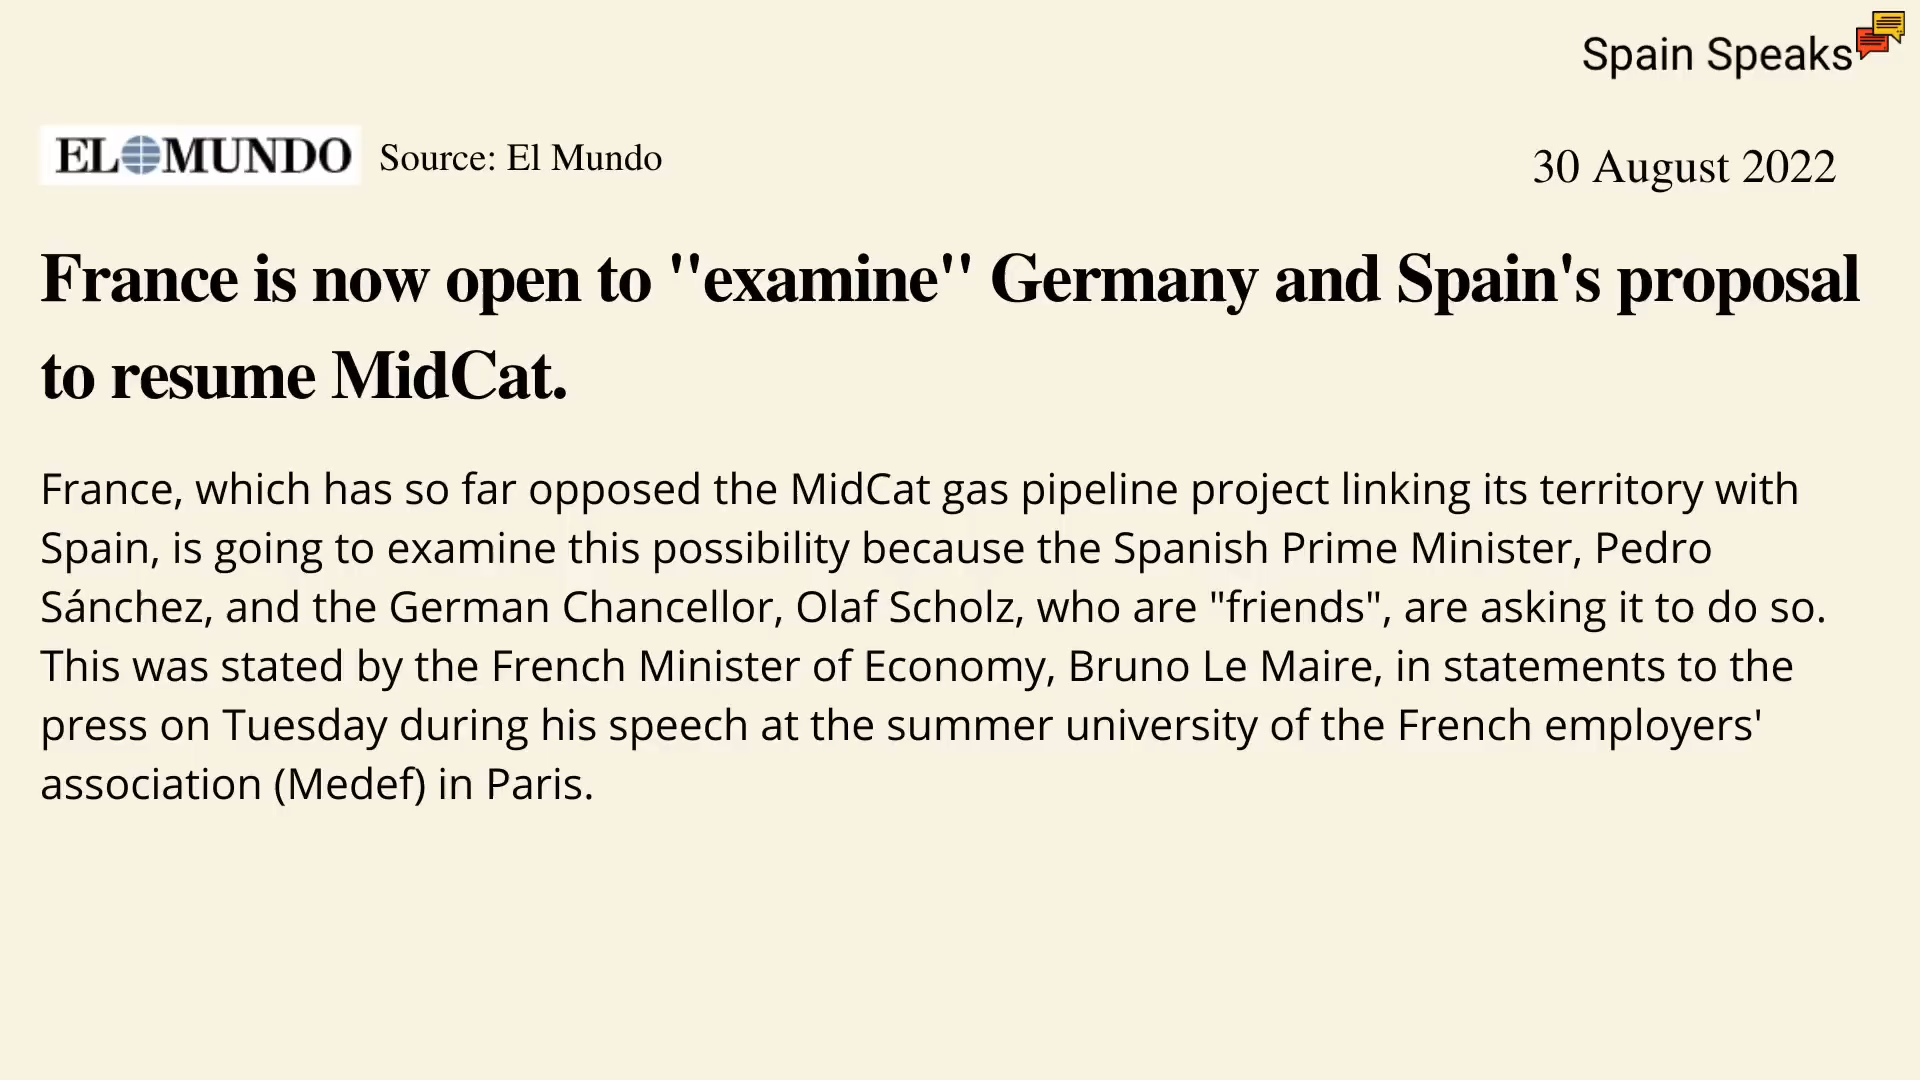 Spain Speaks
EL MUNDO Source: El Mundo
30 August 2022
France is now open to "examine" Germany and Spain's proposal
to resume MidCat.
France, which has so far opposed the MidCat gas pipeline project linking its territory with
Spain, is going to examine this possibility because the Spanish Prime Minister, Pedro
Sánchez, and the German Chancellor, Olaf Scholz, who are "friends", are asking it to do so.
This was stated by the French Minister of Economy, Bruno Le Maire, in statements to the
press on Tuesday during his speech at the summer university of the French employers'
association (Medef) in Paris.